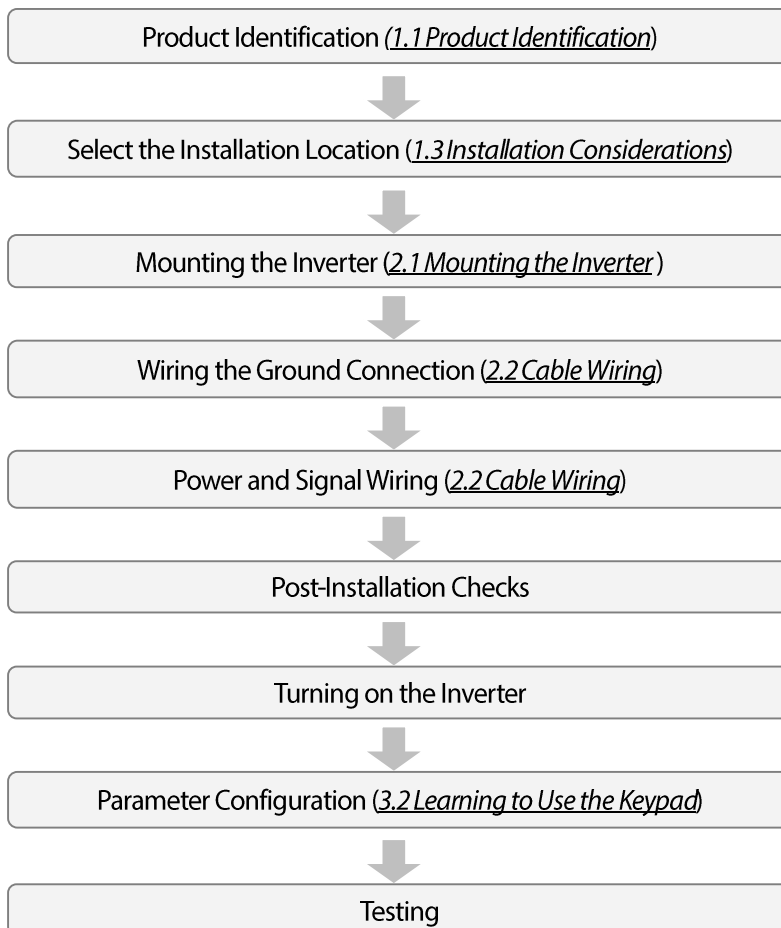 Product Identification (1.1 Product Identification)
Select the Installation Location (1.3 Installation Considerations)
Mounting the Inverter (2.1 Mounting the Inverter )
Wiring the Ground Connection (2.2 Cable Wiring)
Power and Signal Wiring (2.2 Cable Wiring)
Post-Installation Checks
Turning on the Inverter
Parameter Configuration (3.2 Learning to Use the Keypad)
Testing